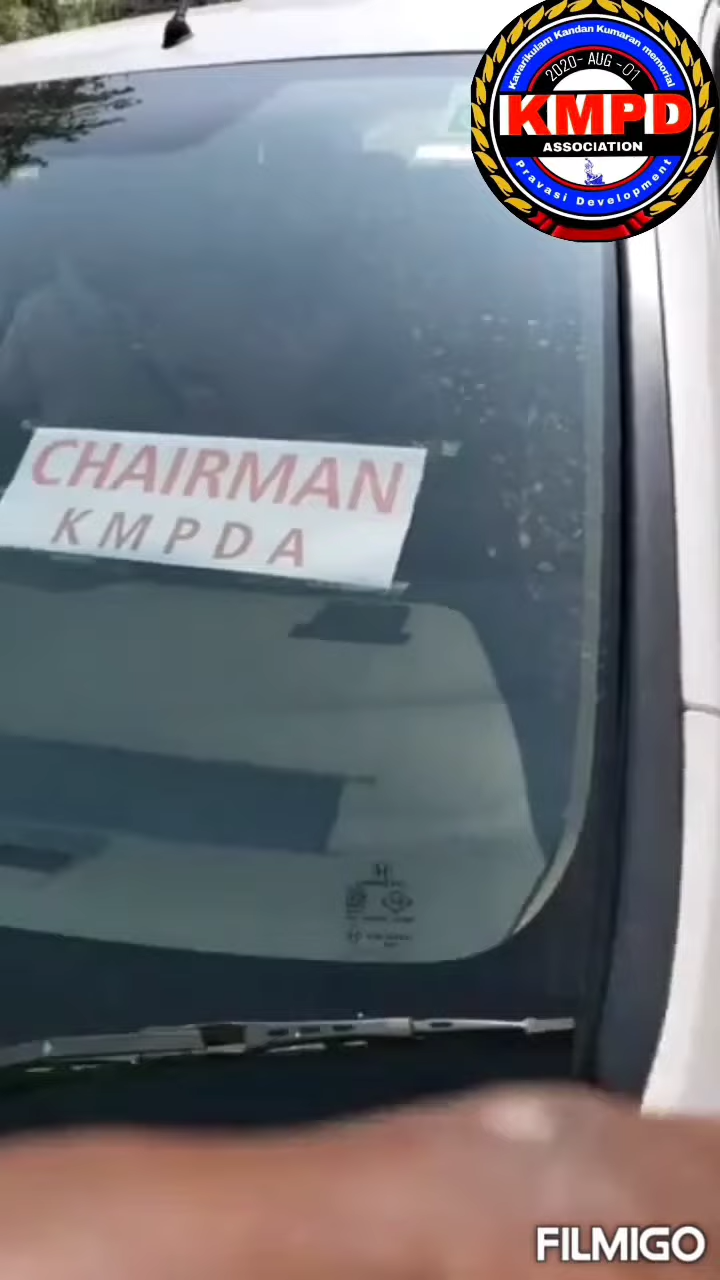 Kavarikulam Kandan Kumaran memorial
2020- AUG -01
KMPD
ASSOCIATION
Pravasi Development
CHAIRMAN
KMPDA
H
FILMIGO